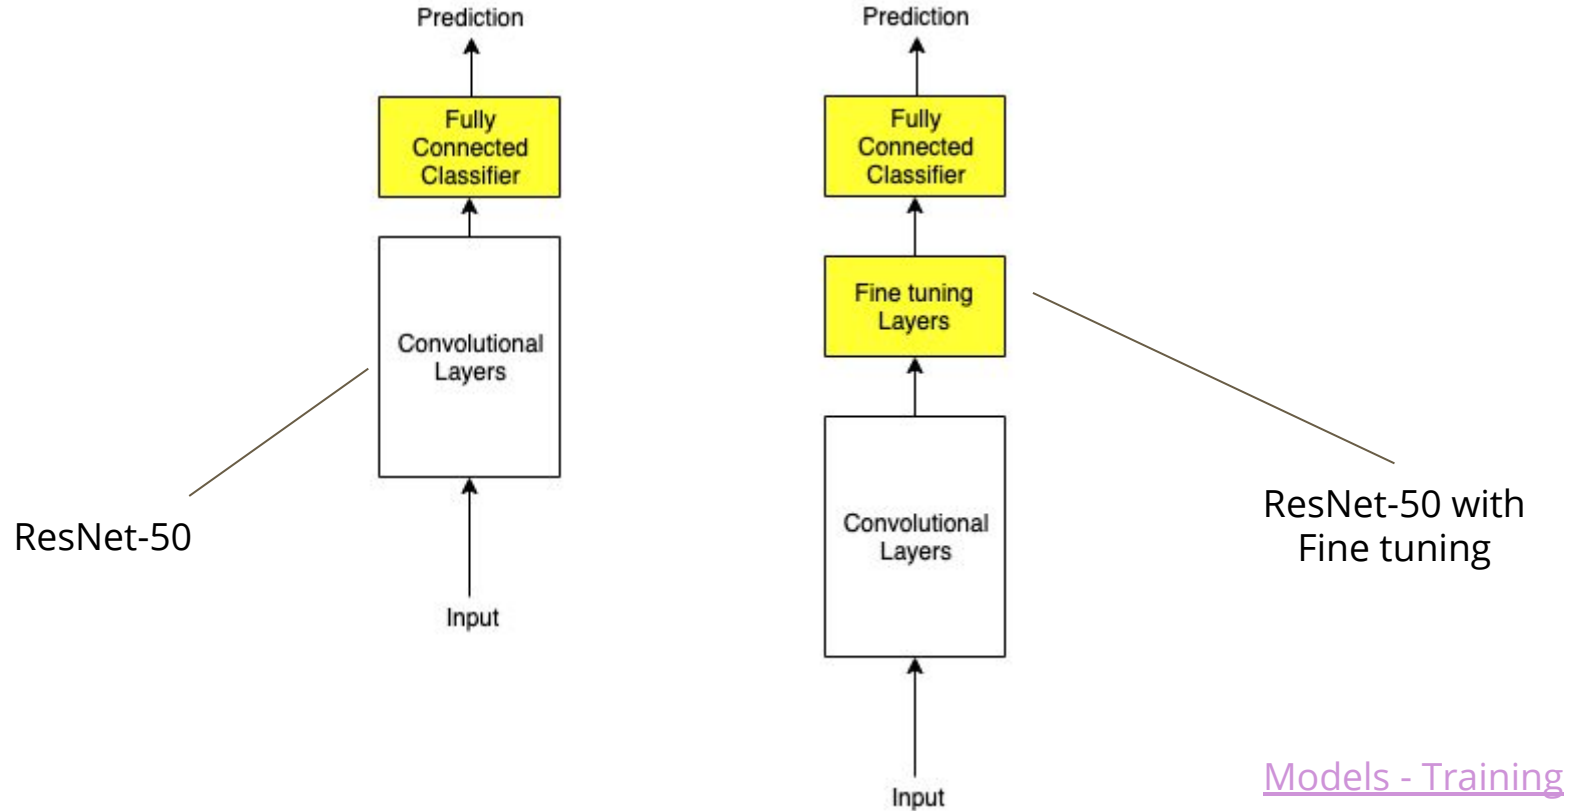 Prediction
Fully
Connected
Classifier
Convolutional
Layers
Input
ResNet-50
Prediction
Fully
Connected
Classifier
Fine tuning
Layers
Convolutional
Layers
Input
ResNet-50 with
Fine tuning
Models - Training